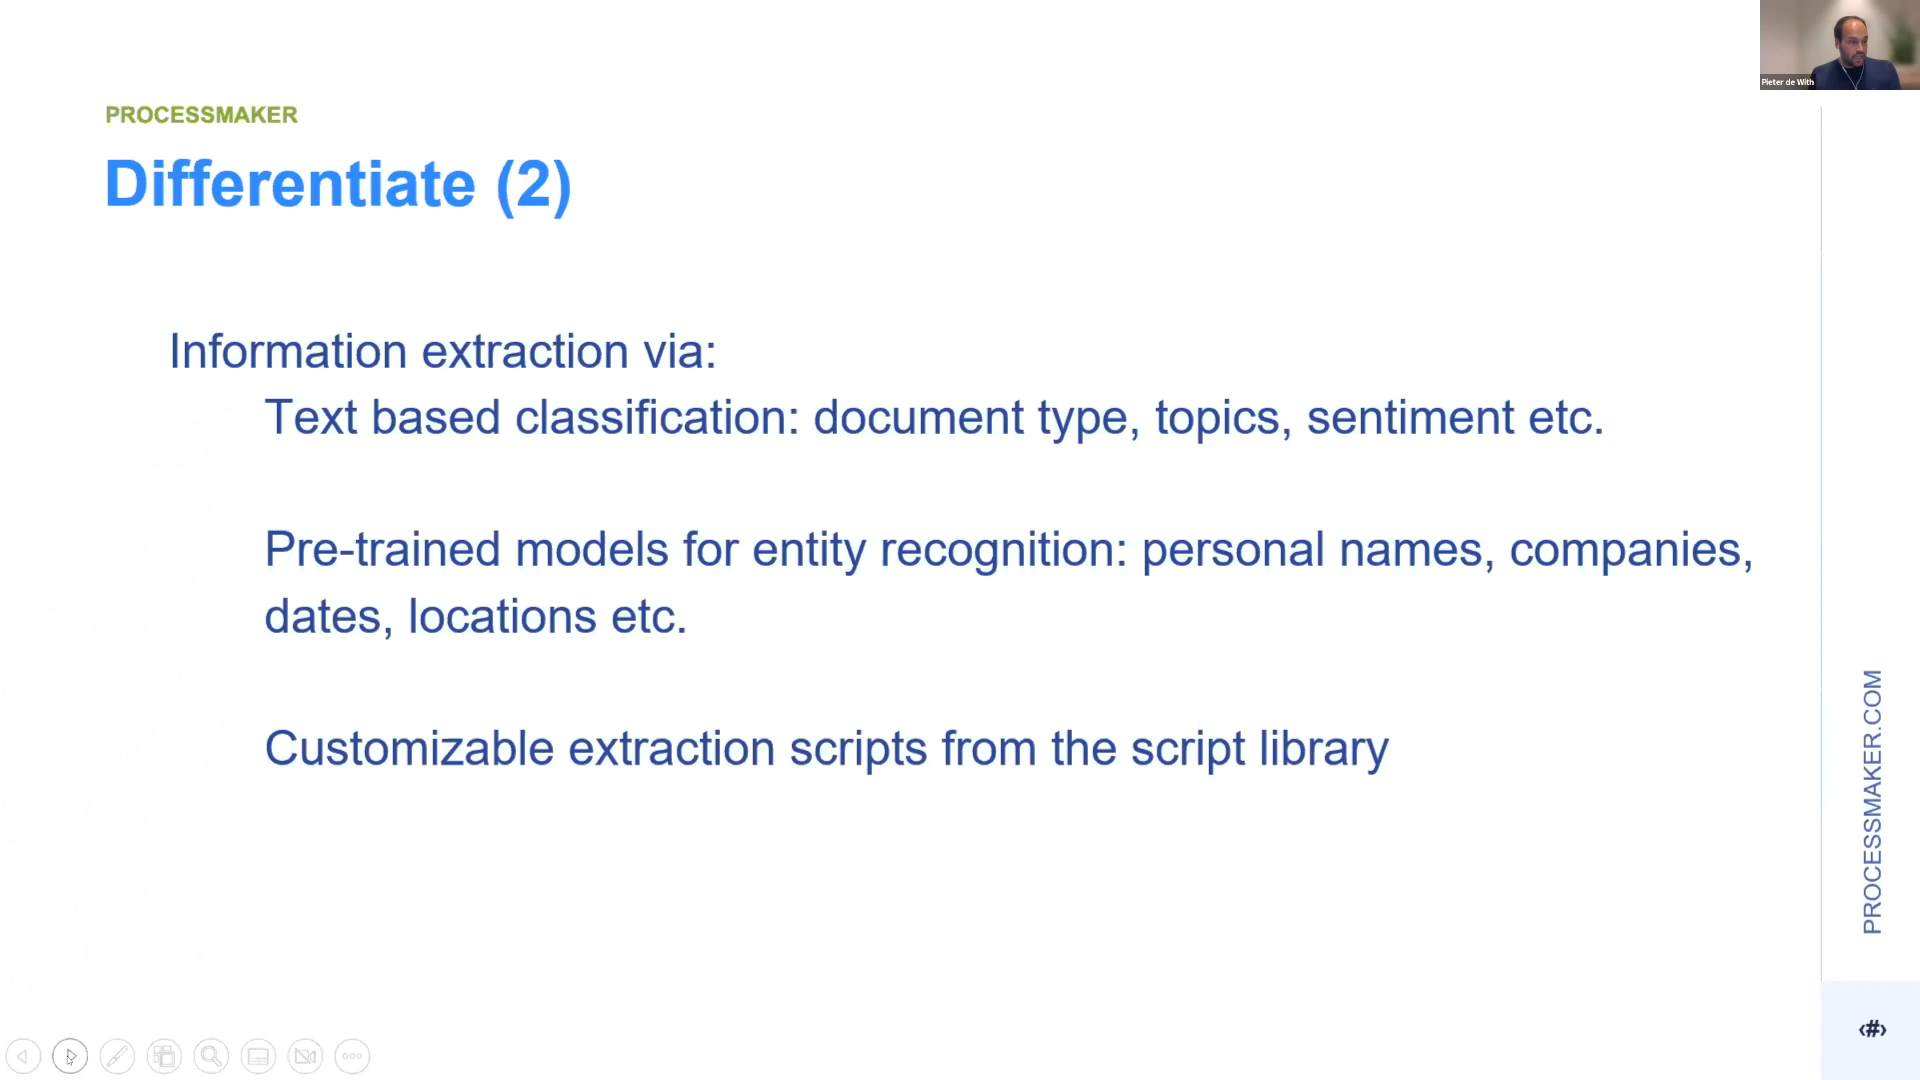 Pieter de With
PROCESSMAKER
Differentiate (2)
Information extraction via:
Text based classification: document type, topics, sentiment etc.
Pre-trained models for entity recognition: personal names, companies,
dates, locations etc.
Customizable extraction scripts from the script library
PROCESSMAKER.COM
‹#›